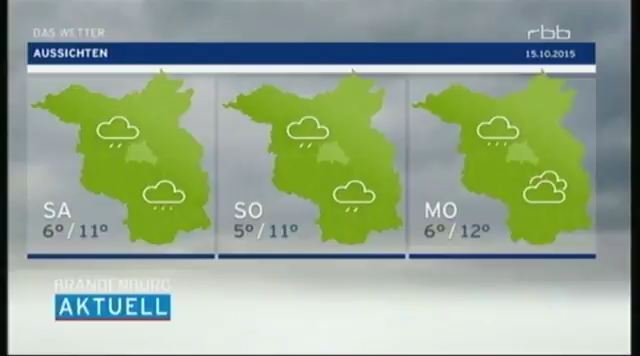 DAS WETTER
rbb
AUSSICHTEN
15.10.2015
SA
6°/11°
SO
5°/11°
MO
6°/12°
BRANDENBURG
AKTUELL